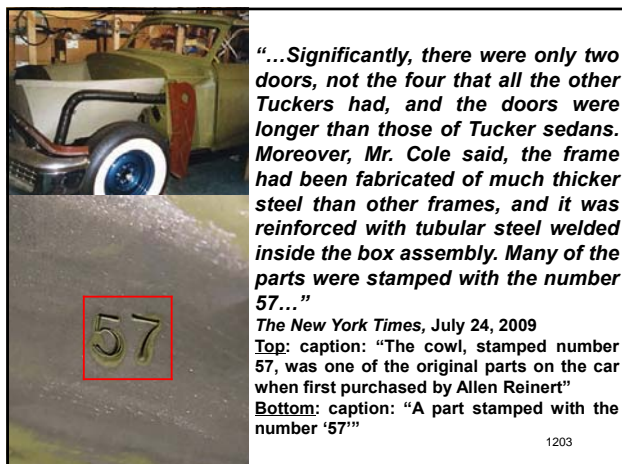 “…Significantly, there were only two
doors, not the four that all the other
Tuckers had, and the doors were
longer than those of Tucker sedans.
Moreover, Mr. Cole said, the frame
had been fabricated of much thicker
steel than other frames, and it was
reinforced with tubular steel welded
inside the box assembly. Many of the
parts were stamped with the number
57…”
The New York Times, July 24, 2009
Top: caption: “The cowl, stamped number
57, was one of the original parts on the car
when first purchased by Allen Reinert”
Bottom: caption: “A part stamped with the
number ‘57’”
1203
57